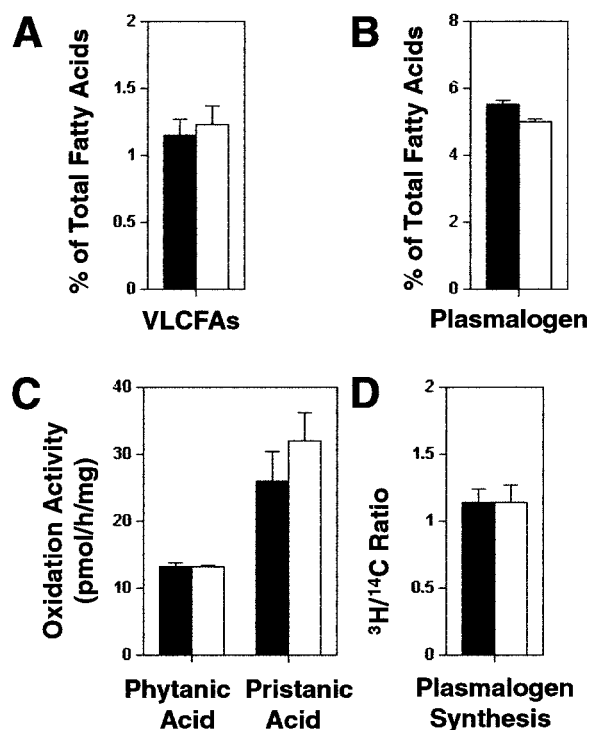 A
% of Total Fatty Acids
2
1.5
1
0.5
0
VLCFAs
B
% of Total Fatty Acids
8
6
4
2
0
Plasmalogen
C
Oxidation Activity
(pmol/h/mg)
40
30
20
10
0
Phytanic
Acid
Pristanic
Acid
D
³H/¹⁴C Ratio
2
1.5
1
0.5
0
Plasmalogen
Synthesis